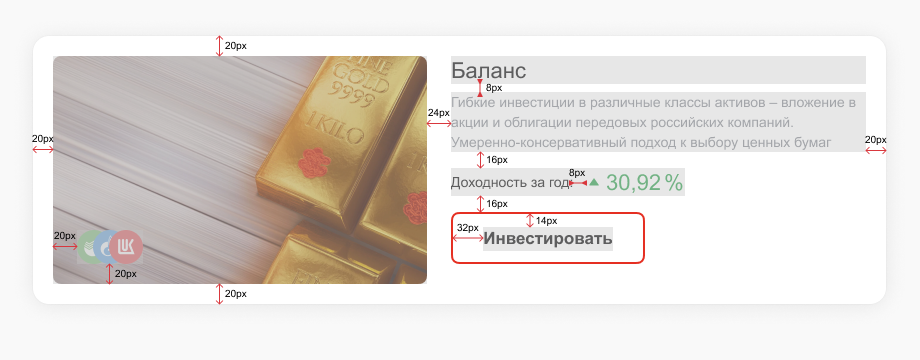 20px
FINE
GOLD
9999
1 KILO
20px
20px
20px
20px
24px
Баланс
8px
Гибкие инвестиции в различные классы активов – вложение в
акции и облигации передовых российских компаний.
Умеренно-консервативный подход к выбору ценных бумаг
20px
16px
Доходность за год
8px
30,92 %
16px
14px
32px
Инвестировать